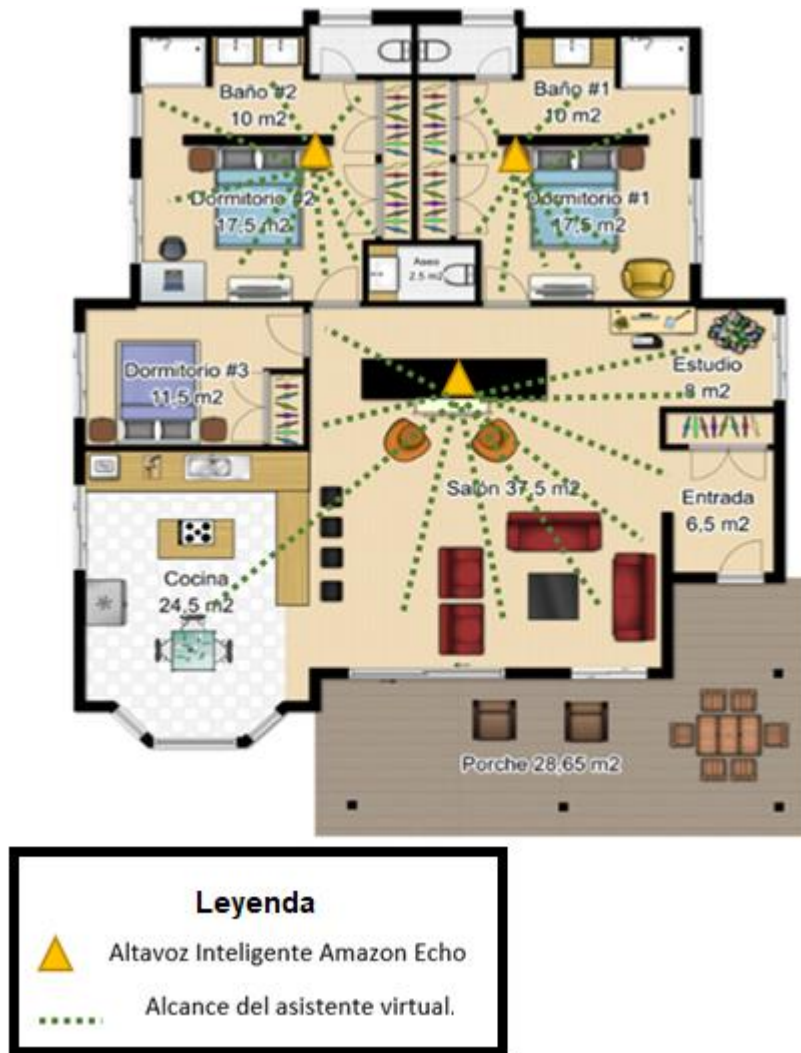 Baño #2
10 m2
Baño #1
10 m2
Dormitorio #2
17,5 m2
Dormitorio #1
17,5 m2
Aseo
2.5 m2
Dormitorio #3
11,5 m2
Estudio
8 m2
Salón 37,5 m2
Entrada
6,5 m2
Cocina
24,5 m2
Porche 28,65 m2
Leyenda
Altavoz Inteligente Amazon Echo
Alcance del asistente virtual.